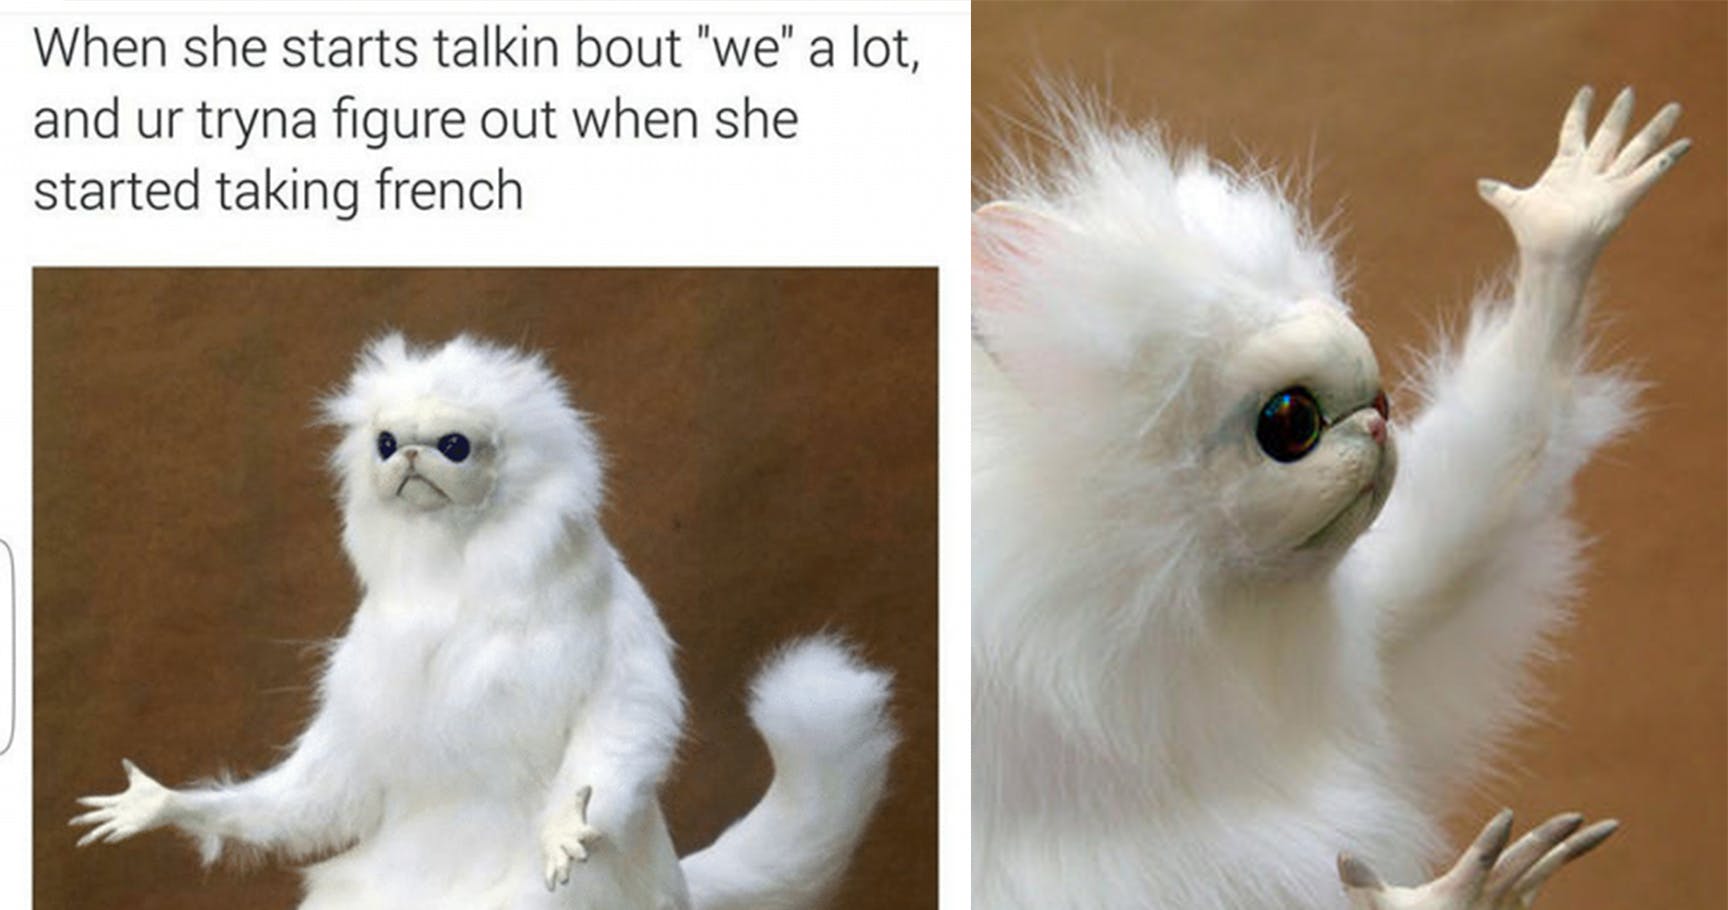 When she starts talkin bout "we" a lot,
and ur tryna figure out when she
started taking french